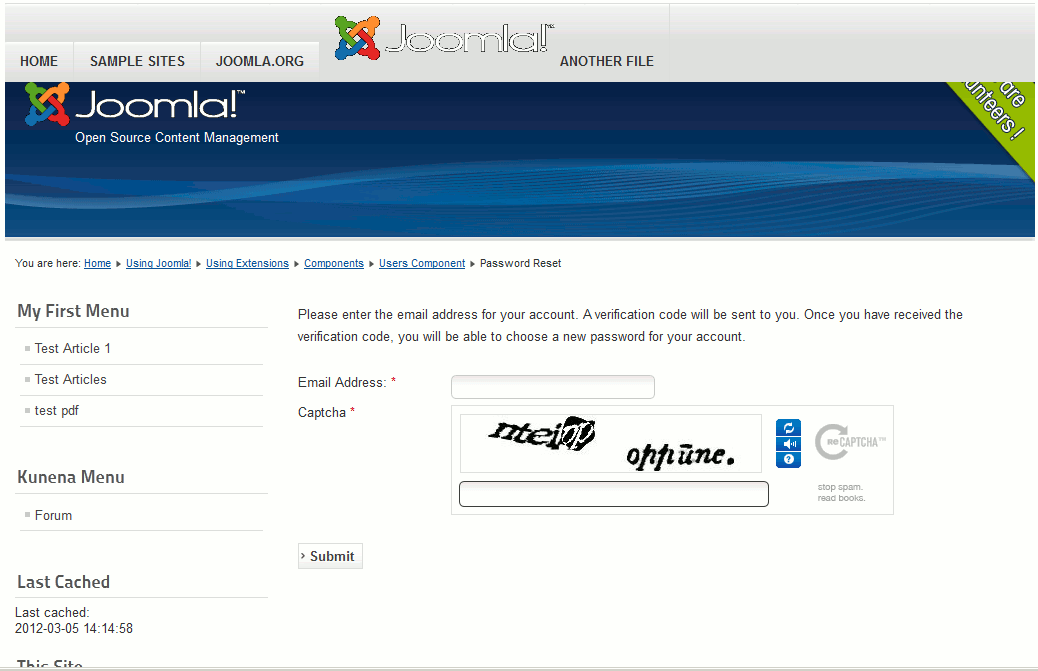 Joomla!™
HOME SAMPLE SITES JOOMLA.ORG ANOTHER FILE
Joomla!™
Open Source Content Management
are
unteers !
You are here: Home Using Joomla! Using Extensions Components Users Component Password Reset
My First Menu
Test Article 1
Test Articles
test pdf
Kunena Menu
Forum
Last Cached
Last cached:
2012-03-05 14:14:58
This Site
Please enter the email address for your account. A verification code will be sent to you. Once you have received the
verification code, you will be able to choose a new password for your account.
Email Address: *
Captcha *
reCAPTCHA™
stop spam.
read books.
Submit